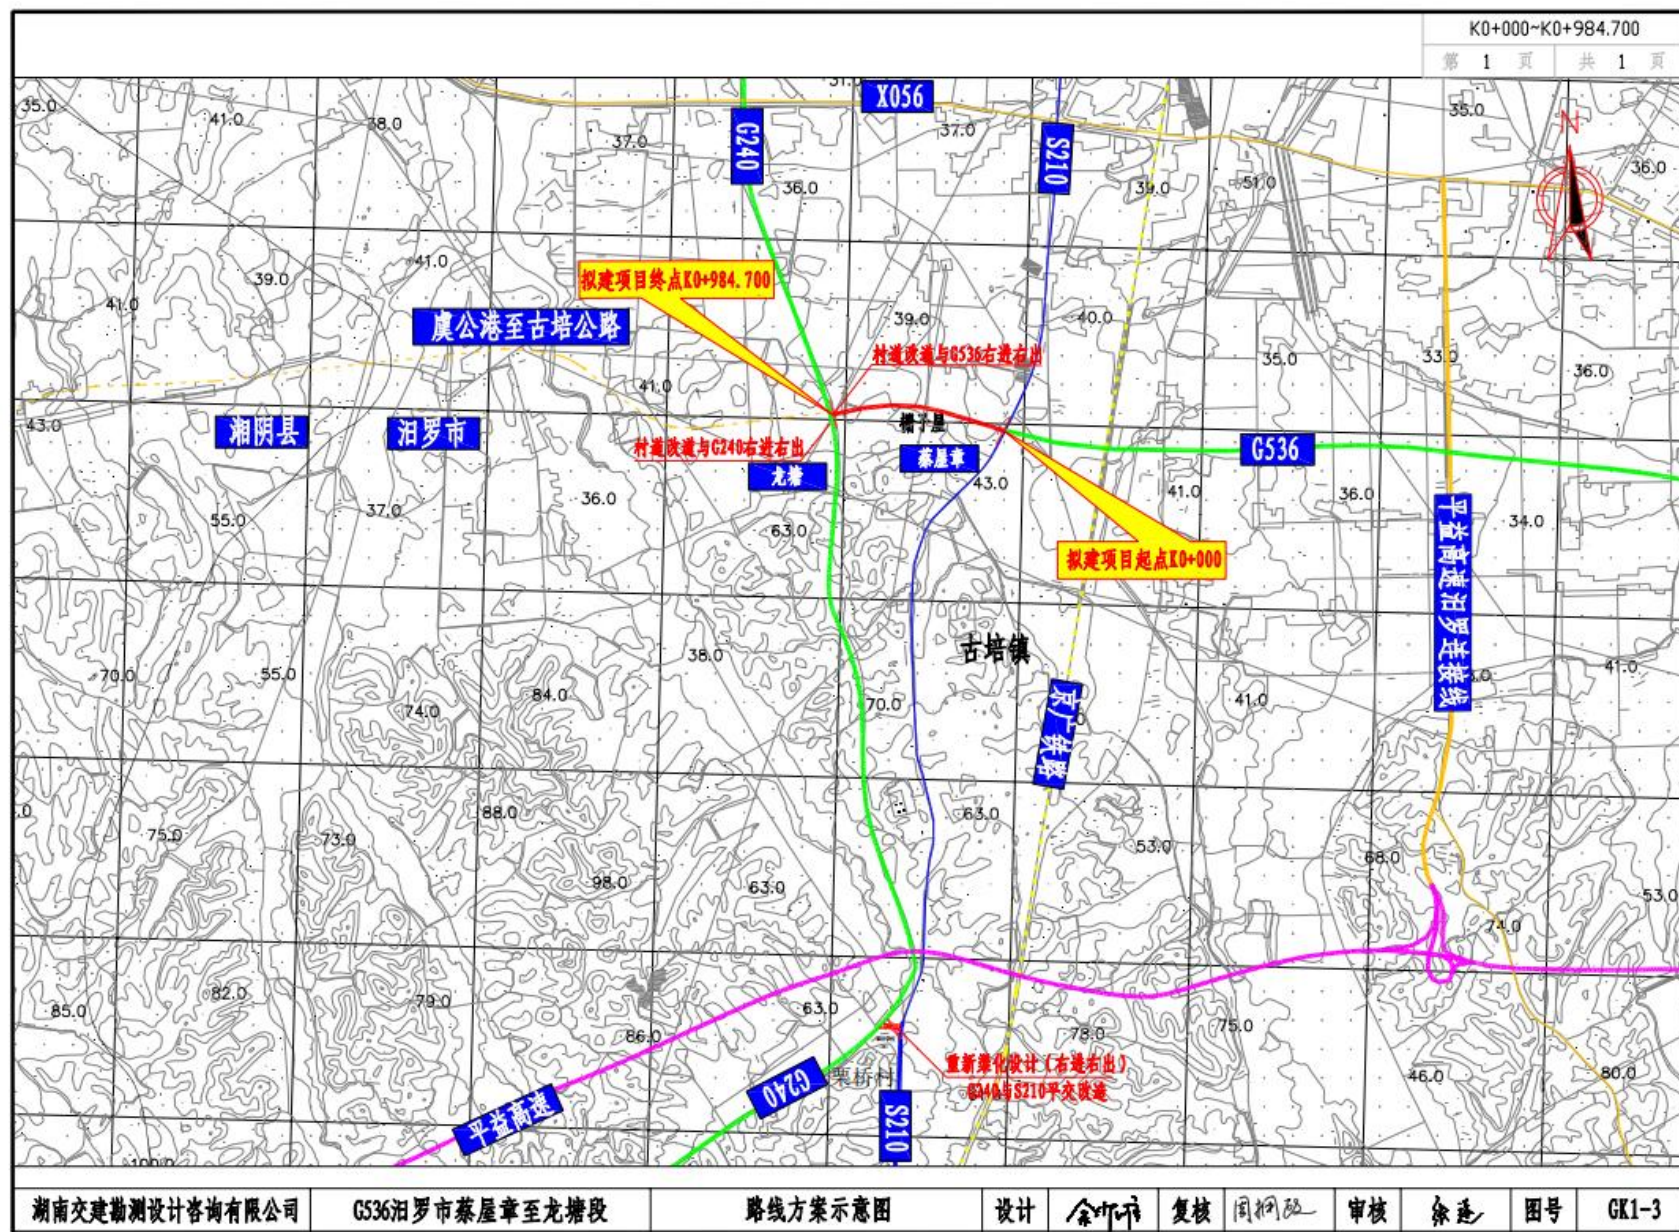 K0+000~K0+984.700
第 1 页 共 1 页
35.0
41.0
38.0
37.0
G240
36.0
X056
37.0
S210
39.0
51.0
35.0
N
36.0
39.0
41.0
41.0
拟建项目终点K0+984.700
39.0
40.0
虞公港至古培公路
村道改道与G536右进右出
35.0
33.0
36.0
41.0
43.0
湘阴县
汨罗市
村道改道与G240右进右出
龙塘
蔡屋章
43.0
G536
41.0
36.0
34.0
55.0
37.0
36.0
63.0
拟建项目起点K0+000
平益高速汨罗连接线
古培镇
38.0
70.0
55.0
74.0
84.0
70.0
41.0
41.0
京广铁路
75.0
73.0
88.0
98.0
63.0
63.0
53.0
68.0
53.0
74.0
85.0
82.0
79.0
86.0
63.0
78.0
75.0
46.0
80.0
重新渠化设计（右进右出）
G240与S210平交改造
栗桥村
G240
S210
平益高速
100.0
湖南交建勘测设计咨询有限公司 G536汨罗市蔡屋章至龙塘段 路线方案示意图 设计 复核 审核 图号 GK1-3